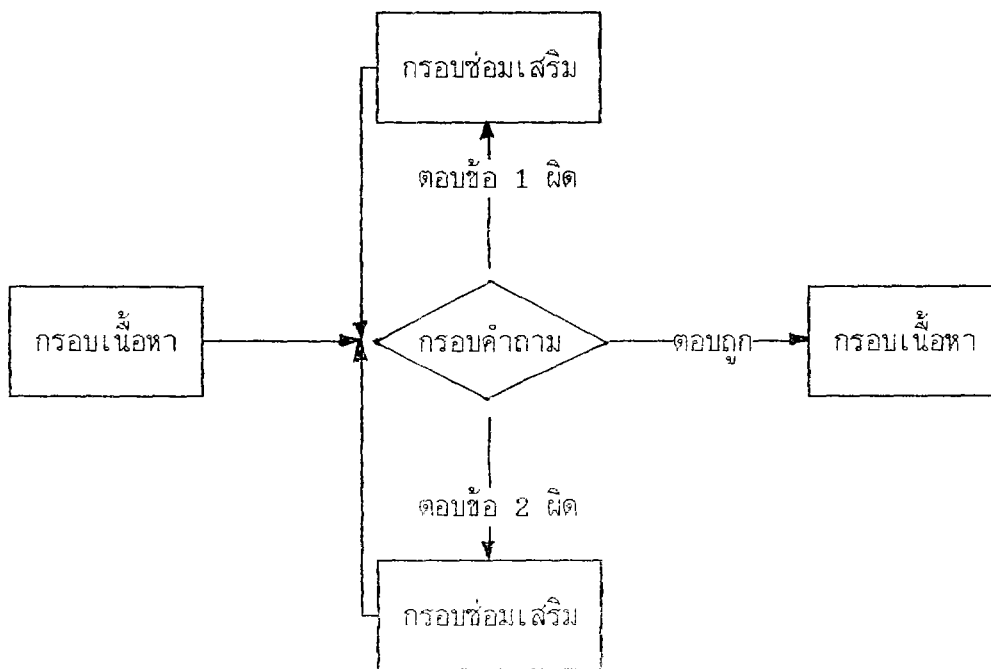 กรอบซ่อมเสริม
ตอบข้อ 1 ผิด
กรอบเนื้อหา
กรอบคำถาม
ตอบถูก
กรอบเนื้อหา
ตอบข้อ 2 ผิด
กรอบซ่อมเสริม